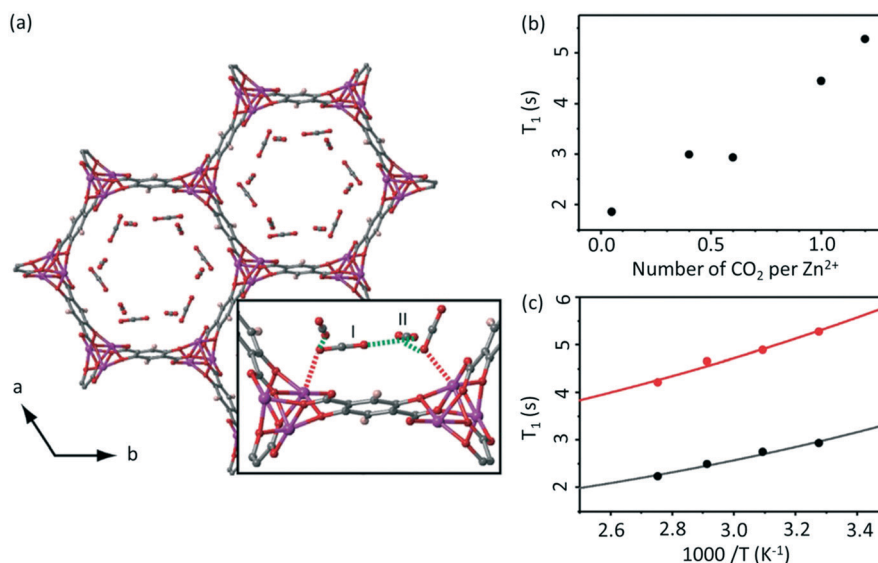 (a)
I
II
a
b
(b)
T₁ (s)
5
4
3
2
0.0 0.5 1.0
Number of CO₂ per Zn²⁺
(c)
T₁ (s)
6
5
4
3
2
2.6 2.8 3.0 3.2 3.4
1000 /T (K⁻¹)